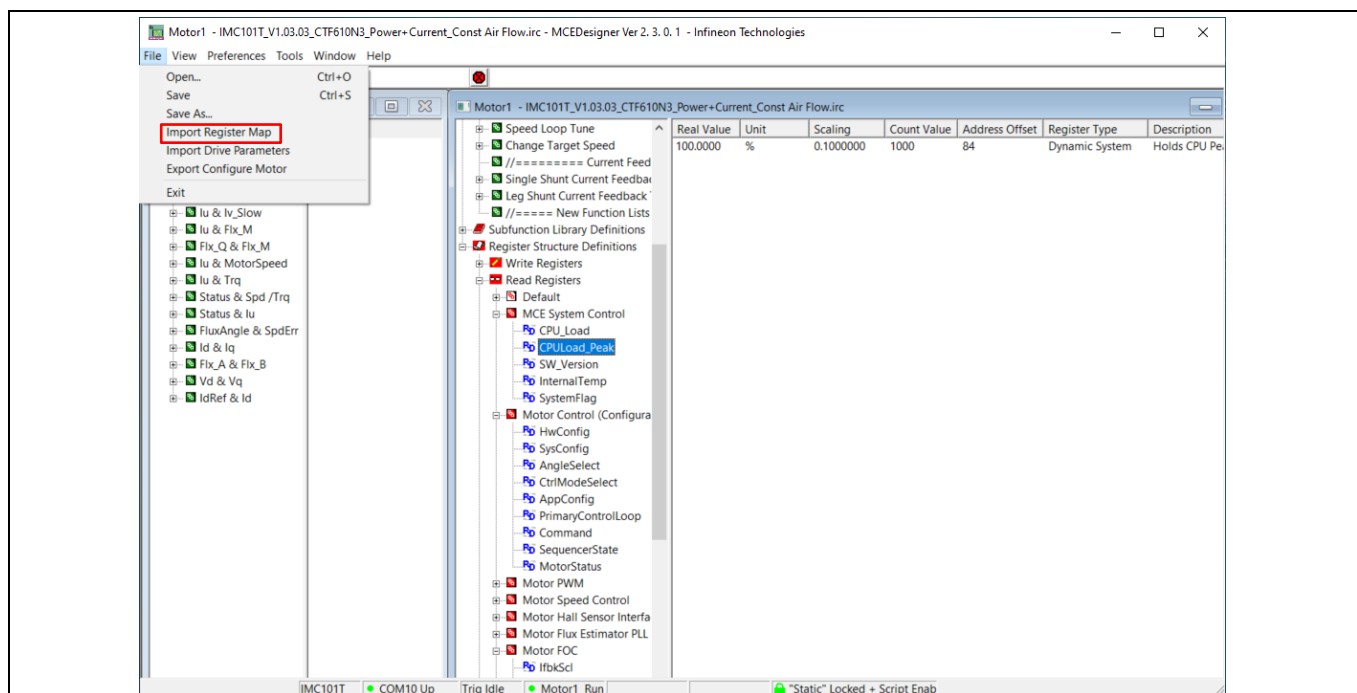 Motor1 - IMC101T_V1.03.03_CTF610N3_Power+Current_Const Air Flow.irc - MCEDesigner Ver 2. 3. 0. 1 - Infineon Technologies
File View Preferences Tools Window Help
Open... Ctrl+O
Save Ctrl+S
Save As...
Import Register Map
Import Drive Parameters
Export Configure Motor
Exit
Iu & Iv_Slow
Iu & Flx_M
Flx_Q & Flx_M
Iu & MotorSpeed
Iu & Trq
Status & Spd /Trq
Status & Iu
FluxAngle & SpdErr
Id & Iq
Flx_A & Flx_B
Vd & Vq
IdRef & Id
Motor1 - IMC101T_V1.03.03_CTF610N3_Power+Current_Const Air Flow.irc
Speed Loop Tune
Change Target Speed
//========= Current Feed
Single Shunt Current Feedba
Leg Shunt Current Feedback
//===== New Function Lists
Subfunction Library Definitions
Register Structure Definitions
Write Registers
Read Registers
Default
MCE System Control
CPU_Load
CPULoad_Peak
SW_Version
InternalTemp
SystemFlag
Motor Control (Configura
HwConfig
SysConfig
AngleSelect
CtrlModeSelect
AppConfig
PrimaryControlLoop
Command
SequencerState
MotorStatus
Motor PWM
Motor Speed Control
Motor Hall Sensor Interfa
Motor Flux Estimator PLL
Motor FOC
IfbkScl
Real Value Unit Scaling Count Value Address Offset Register Type Description
100.0000 % 0.1000000 1000 84 Dynamic System Holds CPU Pe
IMC101T COM10 Up Trig Idle Motor1 Run "Static" Locked + Script Enab